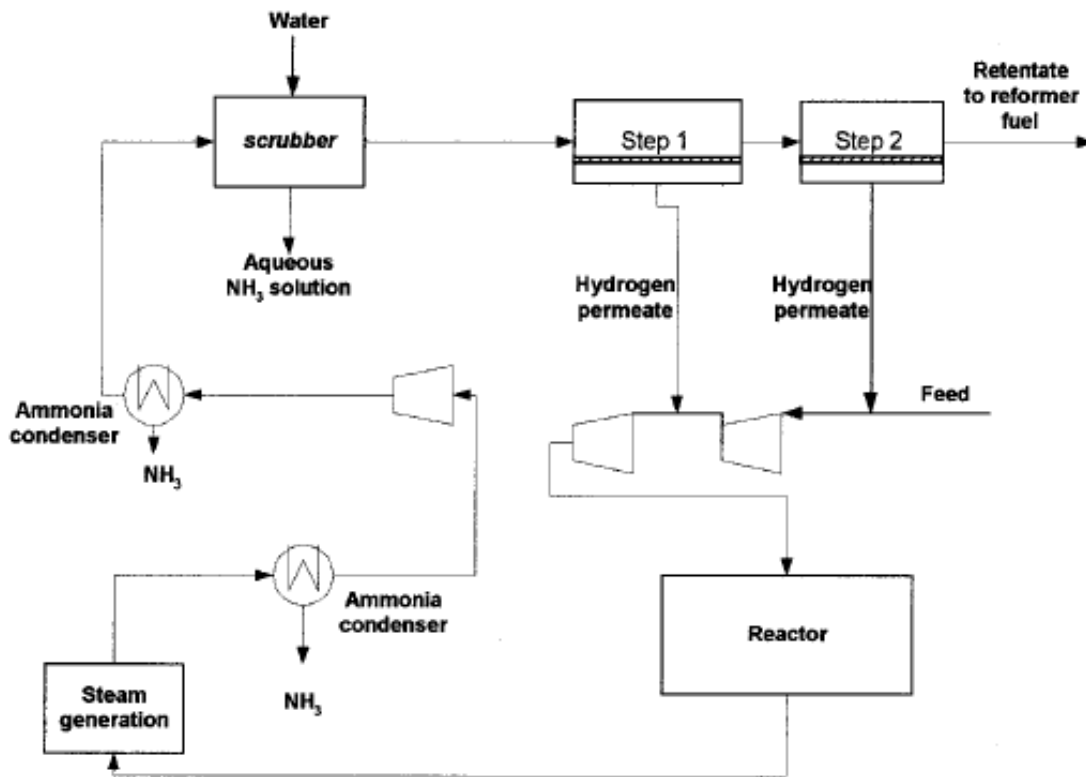 Water
Retentate
to reformer
fuel
scrubber
Step 1
Step 2
Aqueous
NH₃ solution
Hydrogen
permeate
Hydrogen
permeate
Ammonia
condenser
Feed
NH₃
Ammonia
condenser
Reactor
Steam
generation
NH₃